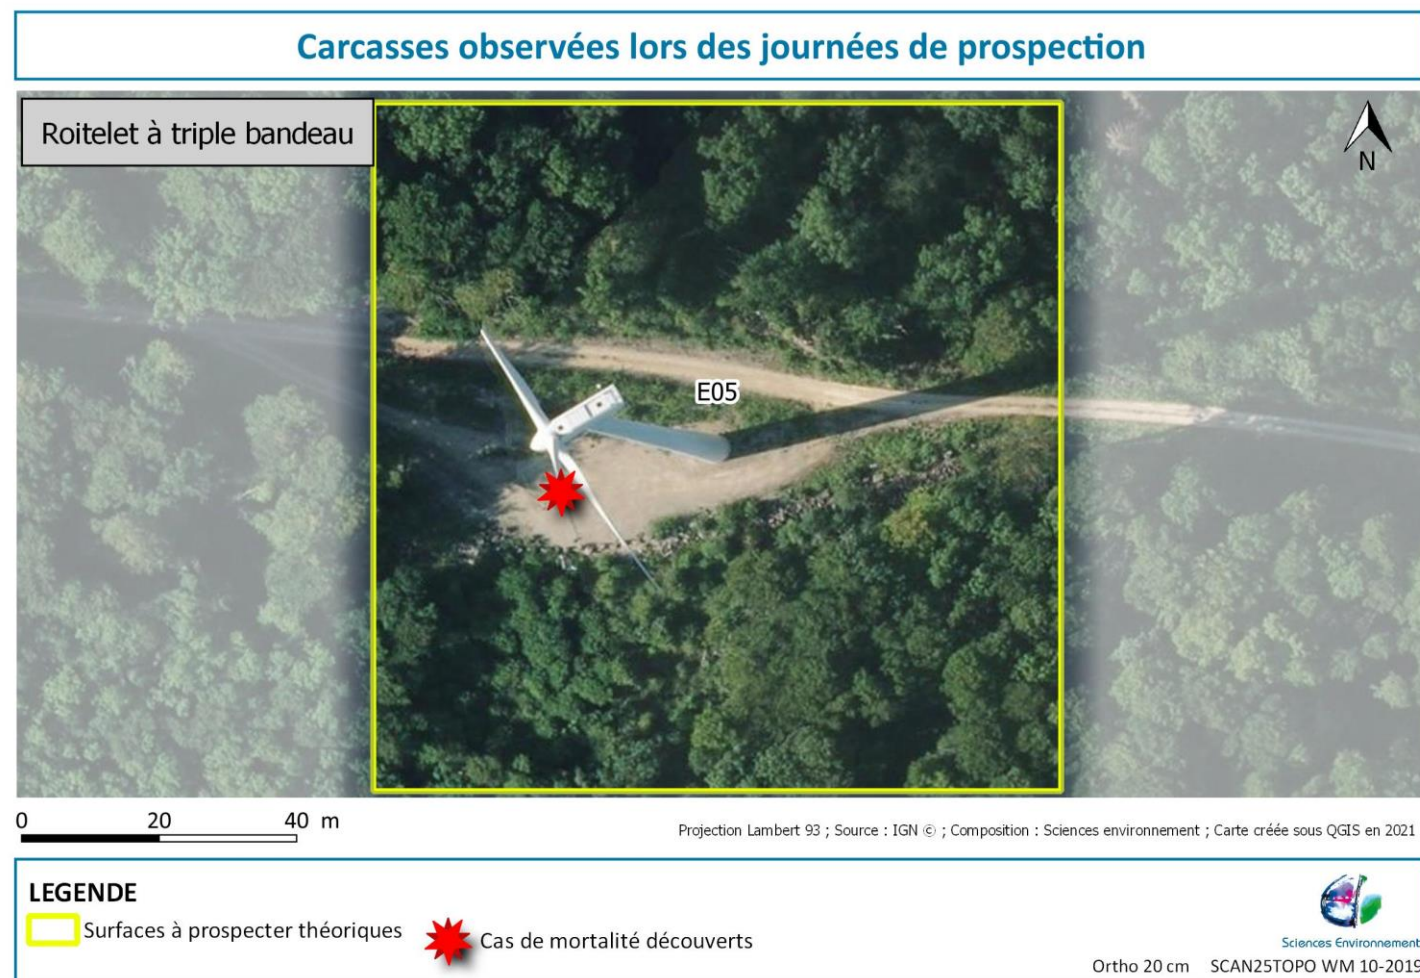 Carcasses observées lors des journées de prospection
Roitelet à triple bandeau
N
E05
0 20 40 m
Projection Lambert 93 ; Source : IGN © ; Composition : Sciences environnement ; Carte créée sous QGIS en 2021
LEGENDE
Surfaces à prospecter théoriques
Cas de mortalité découverts
Sciences Environnement
Ortho 20 cm SCAN25TOPO WM 10-2019